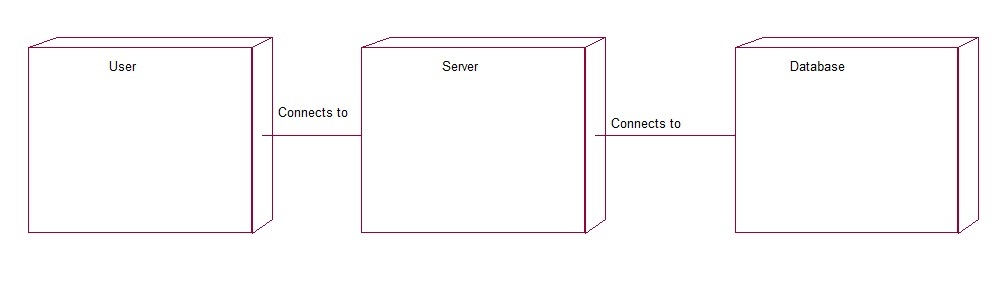 User
Server
Database
Connects to
Connects to